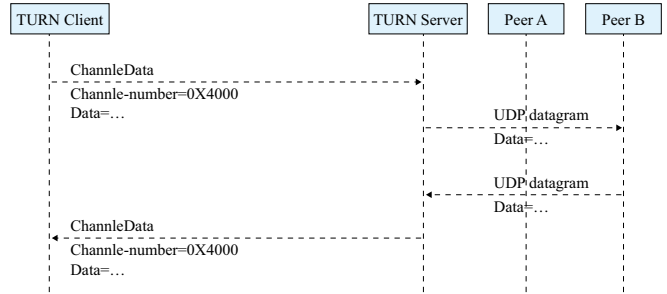 TURN Client
TURN Server
Peer A
Peer B
ChannleData
Channle-number=0X4000
Data=…
UDP datagram
Data=…
UDP datagram
Data=…
ChannleData
Channle-number=0X4000
Data=…